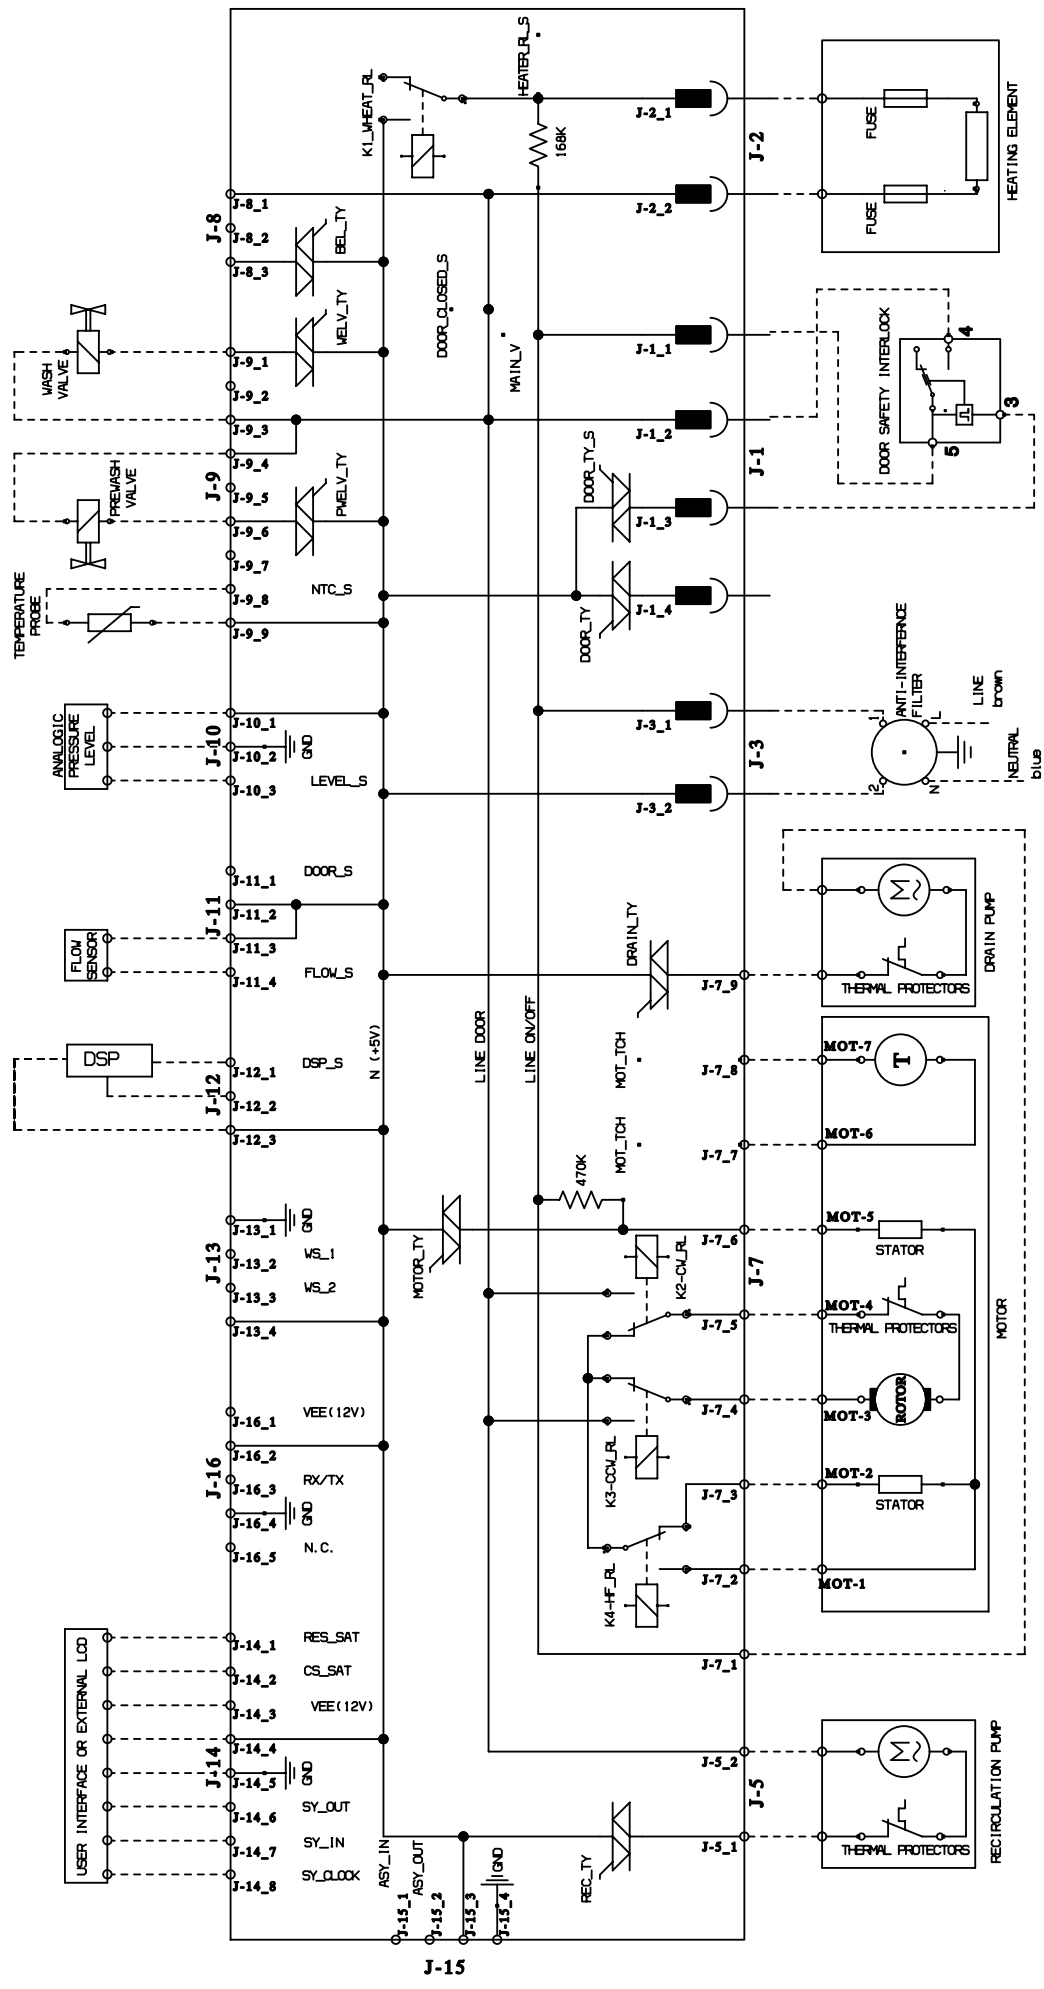 HEATER_RL_S
K1_WHEAT_RL
168K
J-2_1
J-2
J-2_2
FUSE
FUSE
HEATING ELEMENT
J-8
J-8_1
J-8_2
J-8_3
BEL_TY
DOOR_CLOSED_S
MAIN_V
WASH
VALVE
J-9_1
J-9_2
J-9_3
J-9_4
J-9_5
J-9_6
J-9_7
J-9_8
J-9_9
J-9
WELV_TY
PWELV_TY
NTC_S
PREWASH
VALVE
TEMPERATURE
PROBE
J-1_1
J-1_2
J-1_3
J-1_4
J-1
DOOR_TY_S
DOOR_TY
DOOR SAFETY INTERLOCK
4
3
5
ANALOGIC
PRESSURE
LEVEL
J-10
J-10_1
J-10_2
J-10_3
GND
LEVEL_S
J-3_1
J-3
J-3_2
ANTI-INTERFERNCE
FILTER
1
2
L
N
LINE
brown
NEUTRAL
blue
FLOW
SENSOR
J-11
J-11_1
J-11_2
J-11_3
J-11_4
DOOR_S
FLOW_S
DRAIN_TY
J-7_9
M
~
THERMAL PROTECTORS
DRAIN PUMP
DSP
J-12
J-12_1
J-12_2
J-12_3
DSP_S
N (+5V)
LINE DOOR
LINE ON/OFF
MOT_TCH
MOT_TCH
J-7_8
J-7_7
MOT-7
T
MOT-6
470K
J-13
J-13_1
J-13_2
J-13_3
J-13_4
GND
WS_1
WS_2
MOTOR_TY
K2-CW_RL
J-7_6
J-7
J-7_5
J-7_4
J-7_3
J-7_2
J-7_1
MOT-5
STATOR
MOT-4
THERMAL PROTECTORS
MOT-3
ROTOR
MOT-2
STATOR
MOT-1
MOTOR
K3-CCW_RL
K4-HF_RL
J-16
J-16_1
J-16_2
J-16_3
J-16_4
J-16_5
VEE(12V)
RX/TX
GND
N.C.
USER INTERFACE OR EXTERNAL LCD
J-14
J-14_1
J-14_2
J-14_3
J-14_4
J-14_5
J-14_6
J-14_7
J-14_8
RES_SAT
CS_SAT
VEE(12V)
GND
SY_OUT
SY_IN
SY_CLOCK
J-5_2
J-5
J-5_1
M
~
THERMAL PROTECTORS
RECIRCULATION PUMP
REC_TY
ASY_IN
ASY_OUT
GND
J-15_1
J-15_2
J-15_3
J-15_4
J-15